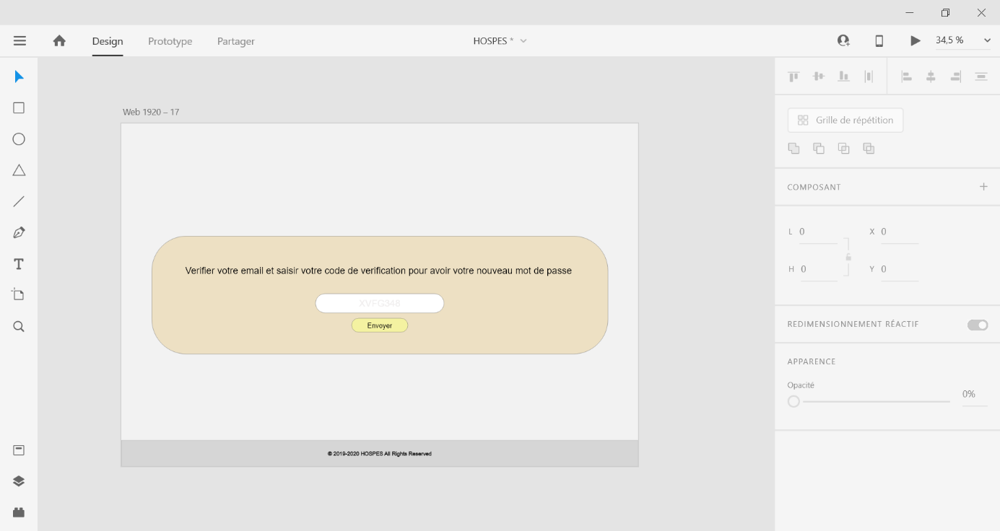 Design Prototype Partager HOSPES * 34,5 %
Web 1920 – 17
Grille de répétition
COMPOSANT
L 0 X 0
H 0 Y 0
Verifier votre email et saisir votre code de verification pour avoir votre nouveau mot de passe
XVFG348
Envoyer
REDIMENSIONNEMENT RÉACTIF
APPARENCE
Opacité
0%
© 2019-2020 HOSPES All Rights Reserved